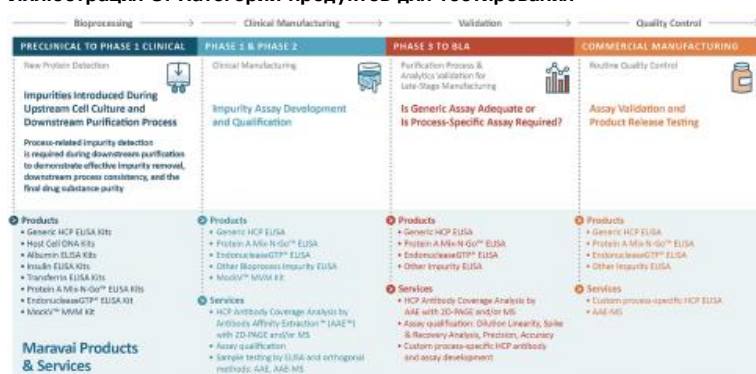 Bioprocessing
Clinical Manufacturing
Validation
Quality Control
PRECLINICAL TO PHASE 1 CLINICAL
New Protein Detection
Impurities Introduced During
Upstream Cell Culture and
Downstream Purification Process
Process-related impurity detection
is required during downstream purification
to demonstrate effective impurity removal,
downstream process consistency, and the
final drug substance purity
PHASE 1 & PHASE 2
Clinical Manufacturing
Impurity Assay Development
and Qualification
PHASE 3 TO BLA
Purification Process &
Analytics Validation for
Late-Stage Manufacturing
Is Generic Assay Adequate or
Is Process-Specific Assay Required?
COMMERCIAL MANUFACTURING
Routine Quality Control
Assay Validation and
Product Release Testing
Products
• Generic HCP ELISA Kits
• Host Cell DNA Kits
• Albumin ELISA Kits
• Insulin ELISA Kits
• Transferrin ELISA Kits
• Protein A Mix-N-Go™ ELISA Kits
• EndonucleaseGTP® ELISA Kit
• MockV™ MVM Kit
Maravai Products
& Services
Products
• Generic HCP ELISA
• Protein A Mix-N-Go™ ELISA
• EndonucleaseGTP® ELISA
• Other Bioprocess Impurity ELISA
• MockV™ MVM Kit
Services
• HCP Antibody Coverage Analysis by
Antibody Affinity Extraction™ (AAE™)
with 2D-PAGE and/or MS
• Assay qualification
• Sample testing by ELISA and orthogonal
methods: AAE, AAE-MS
Products
• Generic HCP ELISA
• Protein A Mix-N-Go™ ELISA
• EndonucleaseGTP® ELISA
• Other Impurity ELISA
Services
• HCP Antibody Coverage Analysis by
AAE with 2D-PAGE and/or MS
• Assay qualification: Dilution Linearity, Spike
& Recovery Analysis, Precision, Accuracy
• Custom process-specific HCP antibody
and assay development
Products
• Generic HCP ELISA
• Protein A Mix-N-Go™ ELISA
• EndonucleaseGTP® ELISA
• Other Impurity ELISA
Services
• Custom process-specific HCP ELISA
• AAE-MS